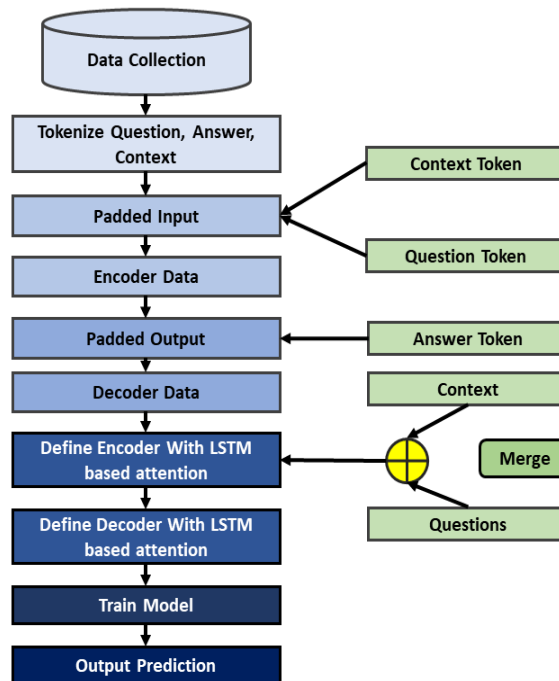 Data Collection
Tokenize Question, Answer,
Context
Context Token
Padded Input
Question Token
Encoder Data
Padded Output
Answer Token
Decoder Data
Context
Define Encoder With LSTM
based attention
Merge
Define Decoder With LSTM
based attention
Questions
Train Model
Output Prediction